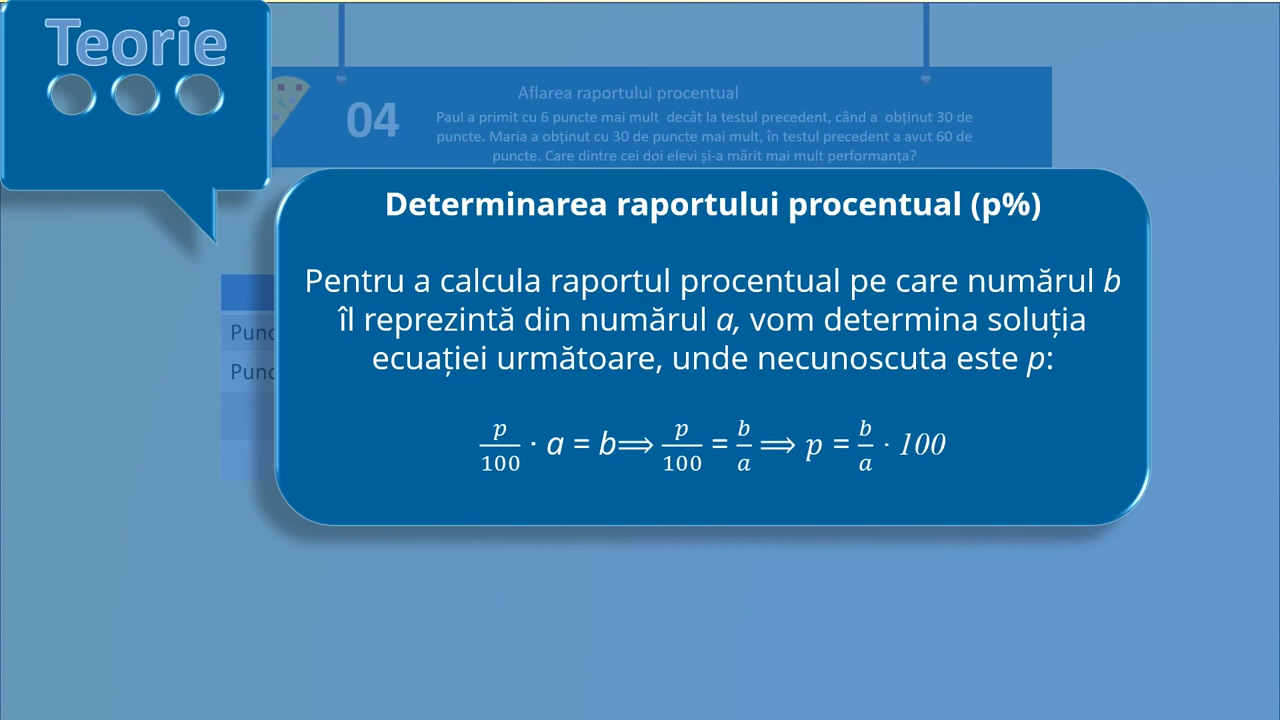 Teorie
04
Aflarea raportului procentual
Paul a primit cu 6 puncte mai mult decât la testul precedent, când a obținut 30 de
puncte. Maria a obținut cu 30 de puncte mai mult, în testul precedent a avut 60 de
puncte. Care dintre cei doi elevi și-a mărit mai mult performanța?
Determinarea raportului procentual (p%)
Pentru a calcula raportul procentual pe care numărul b
îl reprezintă din numărul a, vom determina soluția
ecuației următoare, unde necunoscuta este p:
p/100 · a = b⟹ p/100 = b/a ⟹ p = b/a · 100